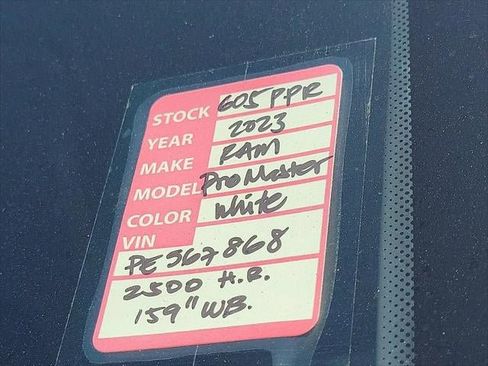 STOCK 605PPR
YEAR 2023
MAKE RAM
MODEL ProMaster
COLOR White
VIN
PE567868
2500 H.R.
159" WB.